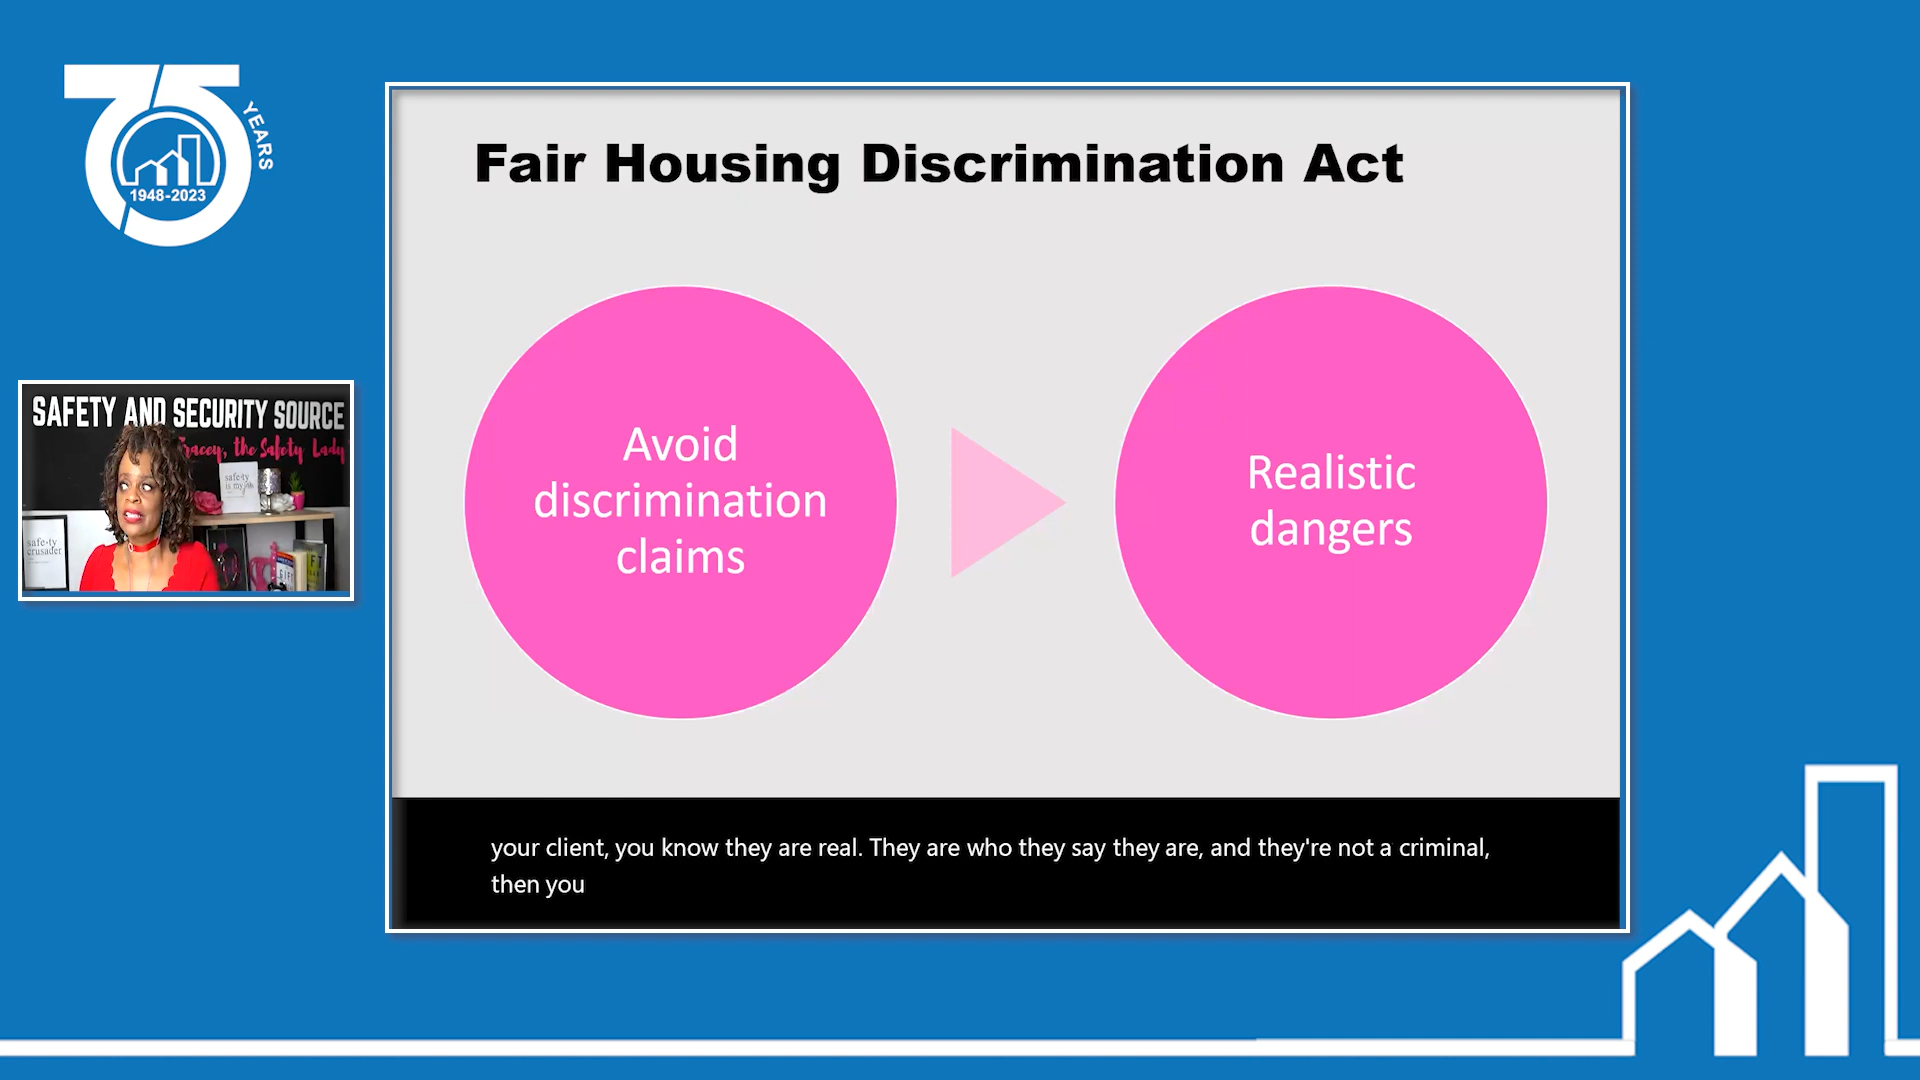 75
YEARS
1948-2023
Fair Housing Discrimination Act
SAFETY AND SECURITY SOURCE
Tracey, the Safety Lady
safe·ty
is my
safe·ty
crusader
Avoid
discrimination
claims
Realistic
dangers
your client, you know they are real. They are who they say they are, and they're not a criminal,
then you